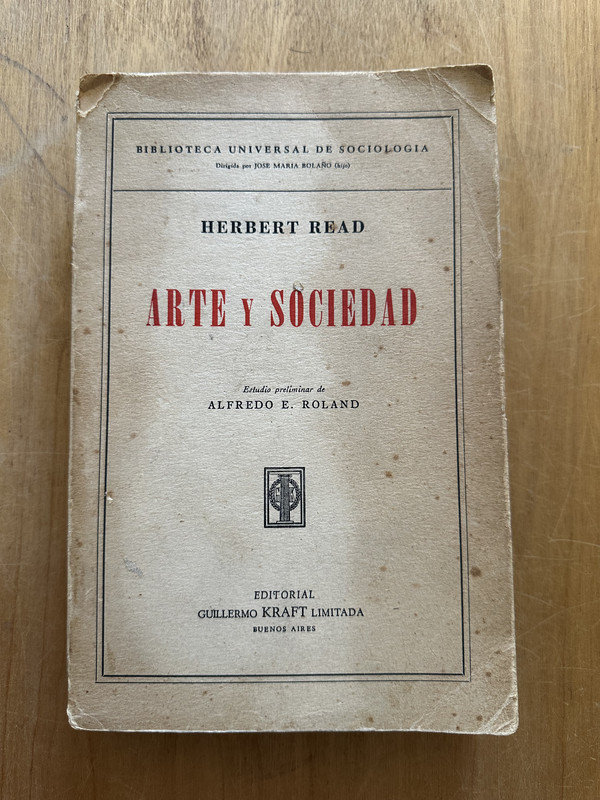 BIBLIOTECA UNIVERSAL DE SOCIOLOGIA
Dirigida por JOSE MARIA BOLAÑO (hijo)
HERBERT READ
ARTE Y SOCIEDAD
Estudio preliminar de
ALFREDO E. ROLAND
EDITORIAL
GUILLERMO KRAFT LIMITADA
BUENOS AIRES